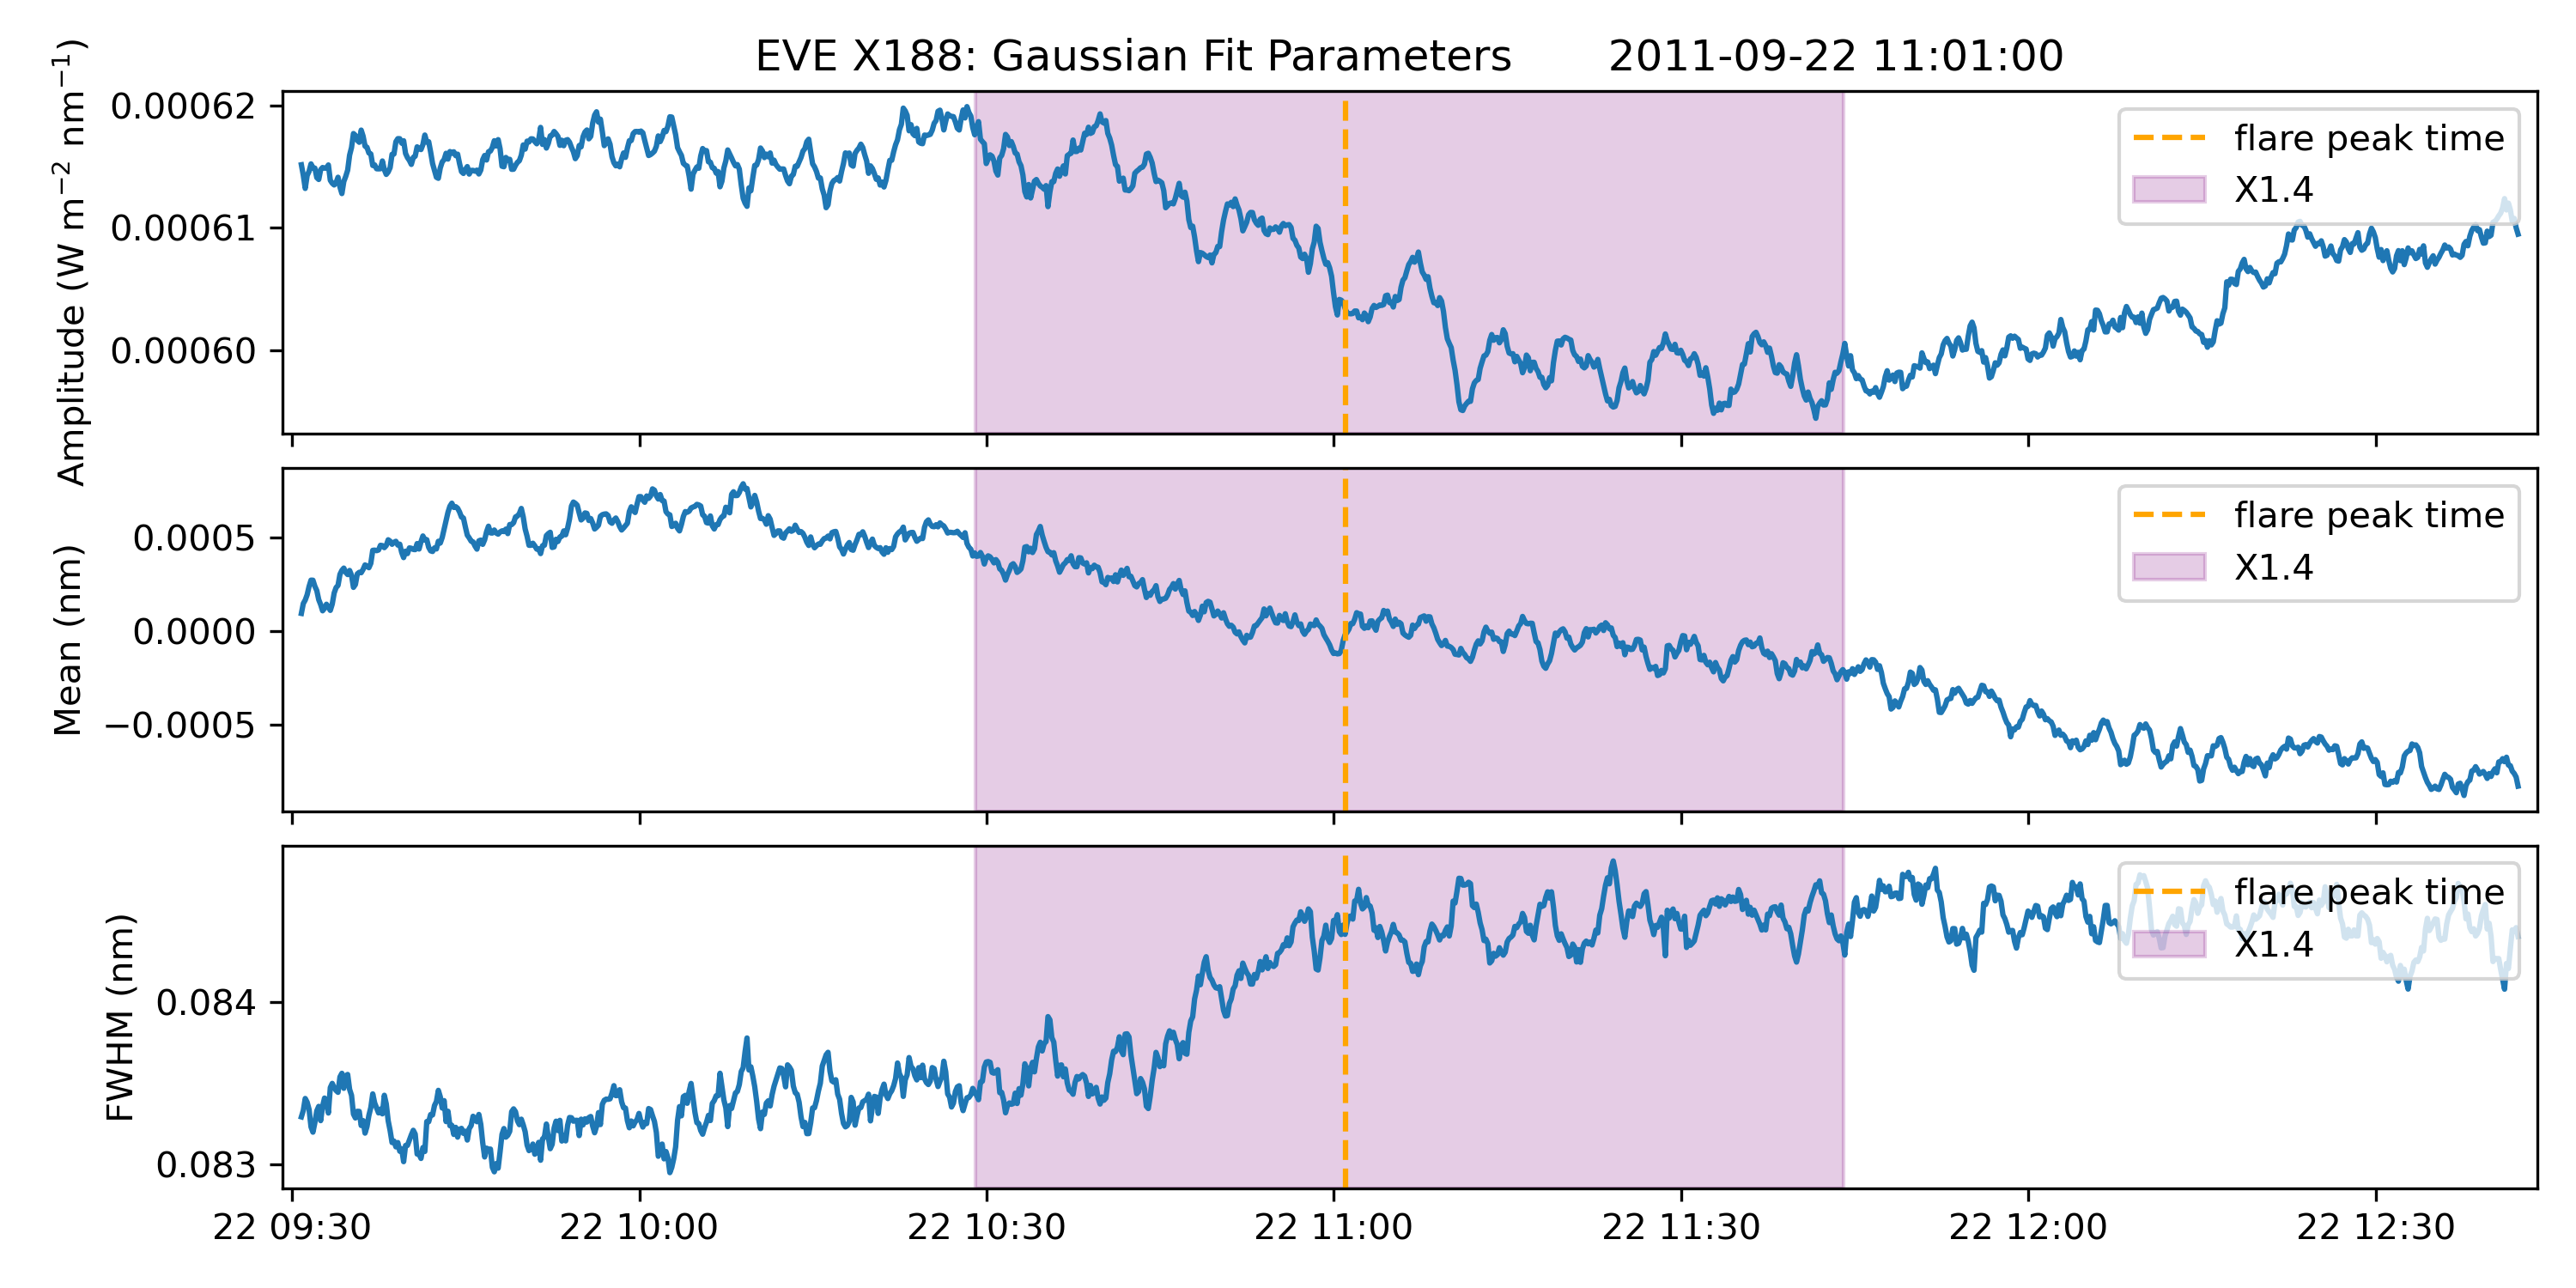 EVE X188: Gaussian Fit Parameters 2011-09-22 11:01:00
Amplitude (W m⁻² nm⁻¹)
0.00062
0.00061
0.00060
flare peak time
X1.4
Mean (nm)
0.0005
0.0000
−0.0005
flare peak time
X1.4
FWHM (nm)
0.084
0.083
flare peak time
X1.4
22 09:30 22 10:00 22 10:30 22 11:00 22 11:30 22 12:00 22 12:30